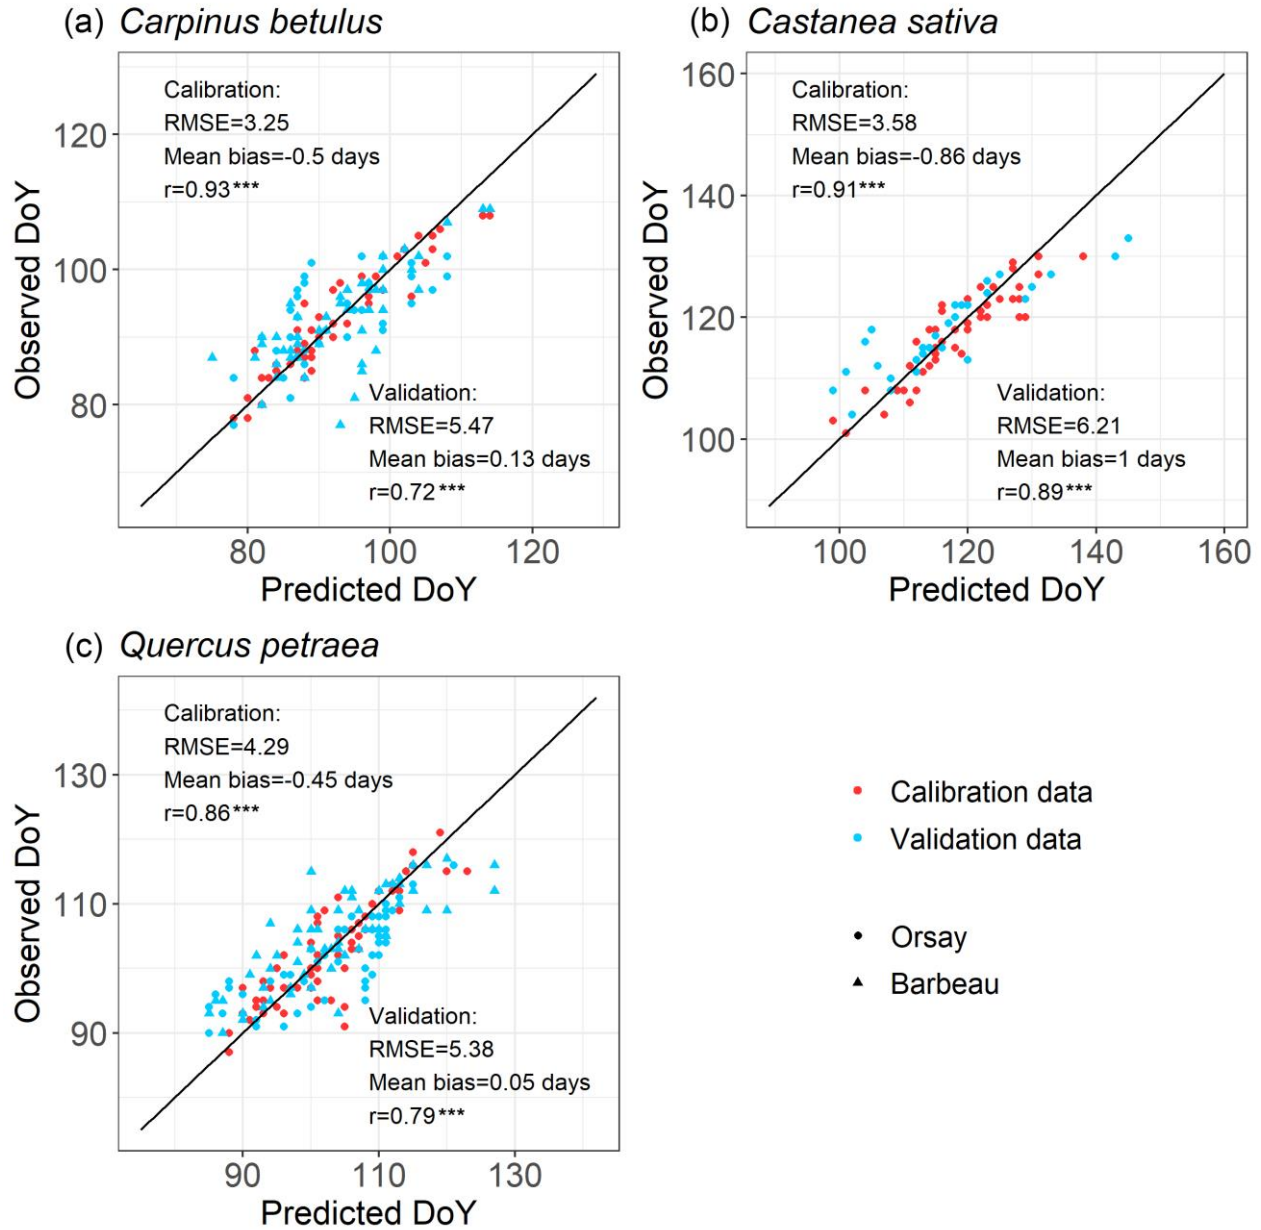 (a) Carpinus betulus
Calibration:
RMSE=3.25
Mean bias=-0.5 days
r=0.93***
Validation:
RMSE=5.47
Mean bias=0.13 days
r=0.72***
120
100
80
Observed DoY
80 100 120
Predicted DoY
(b) Castanea sativa
Calibration:
RMSE=3.58
Mean bias=-0.86 days
r=0.91***
Validation:
RMSE=6.21
Mean bias=1 days
r=0.89***
160
140
120
100
Observed DoY
100 120 140 160
Predicted DoY
(c) Quercus petraea
Calibration:
RMSE=4.29
Mean bias=-0.45 days
r=0.86***
Validation:
RMSE=5.38
Mean bias=0.05 days
r=0.79***
130
110
90
Observed DoY
90 110 130
Predicted DoY
Calibration data
Validation data
Orsay
Barbeau